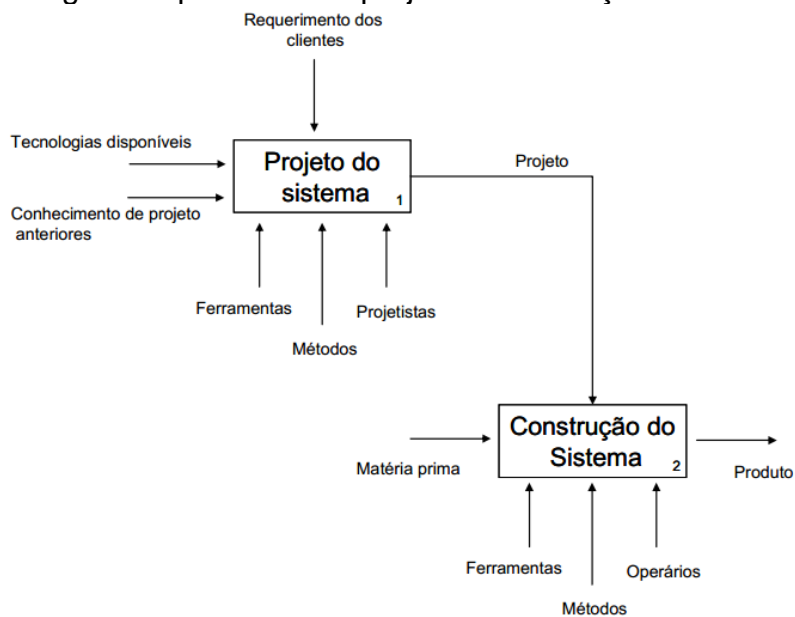 Requerimento dos
clientes
Tecnologias disponíveis
Projeto do
sistema
1
Projeto
Conhecimento de projeto
anteriores
Ferramentas
Projetistas
Métodos
Construção do
Sistema
2
Matéria prima
Produto
Ferramentas
Operários
Métodos